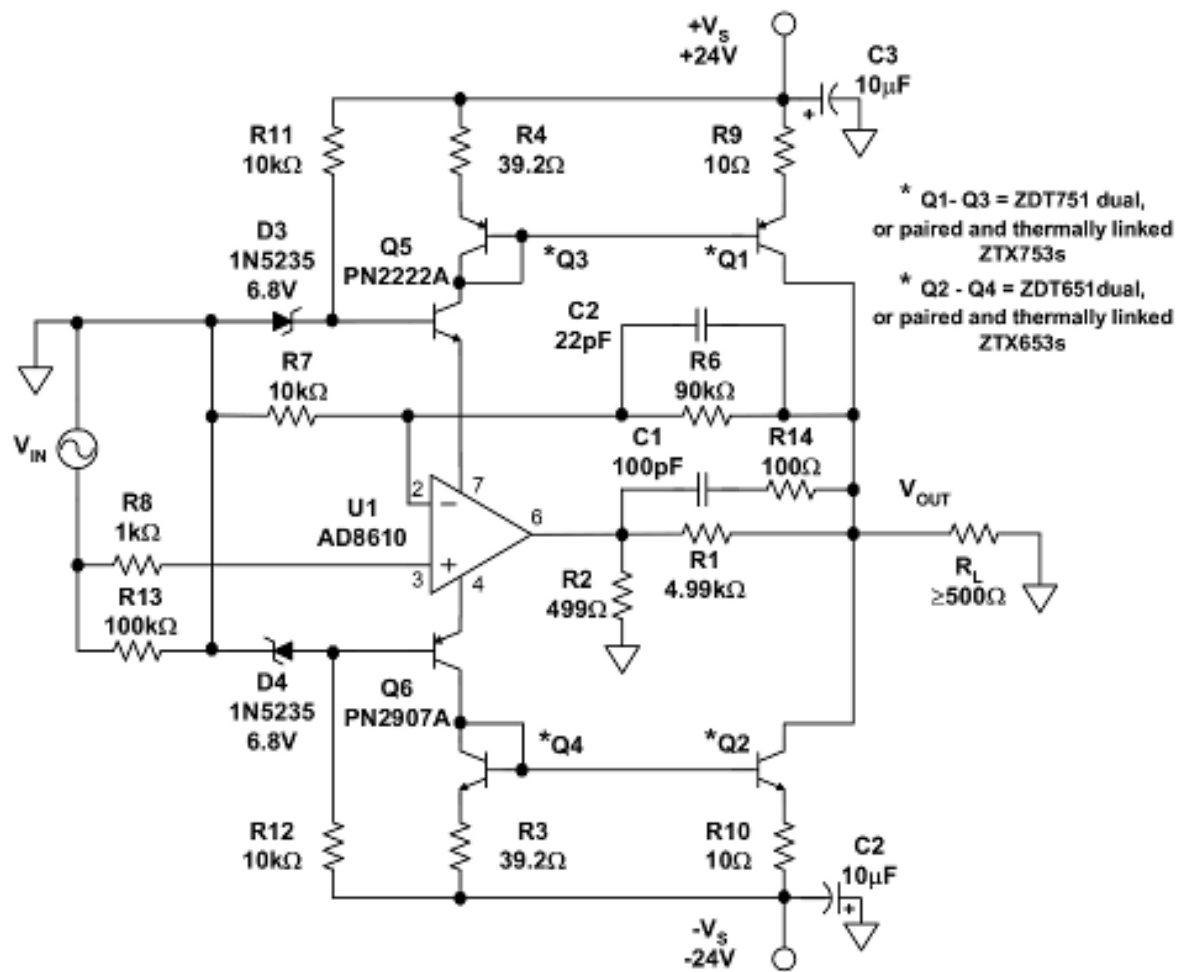 +VS
+24V
C3
10μF
+
R11
10kΩ
R4
39.2Ω
R9
10Ω
* Q1- Q3 = ZDT751 dual,
or paired and thermally linked
ZTX753s
* Q2 - Q4 = ZDT651dual,
or paired and thermally linked
ZTX653s
D3
1N5235
6.8V
Q5
PN2222A
*Q3
*Q1
C2
22pF
R7
10kΩ
R6
90kΩ
VIN
C1
100pF
R14
100Ω
R8
1kΩ
U1
AD8610
2
−
7
6
3
+
4
VOUT
R1
4.99kΩ
R2
499Ω
RL
≥500Ω
R13
100kΩ
D4
1N5235
6.8V
Q6
PN2907A
*Q4
*Q2
R12
10kΩ
R3
39.2Ω
R10
10Ω
C2
10μF
+
-VS
-24V